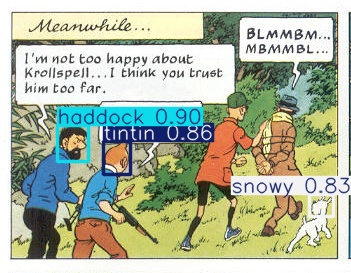 Meanwhile...
I'm not too happy about
Krollspell...I think you trust
him too far.
BLMMBM...
MBMMBL...
haddock 0.90
tintin 0.86
snowy 0.83